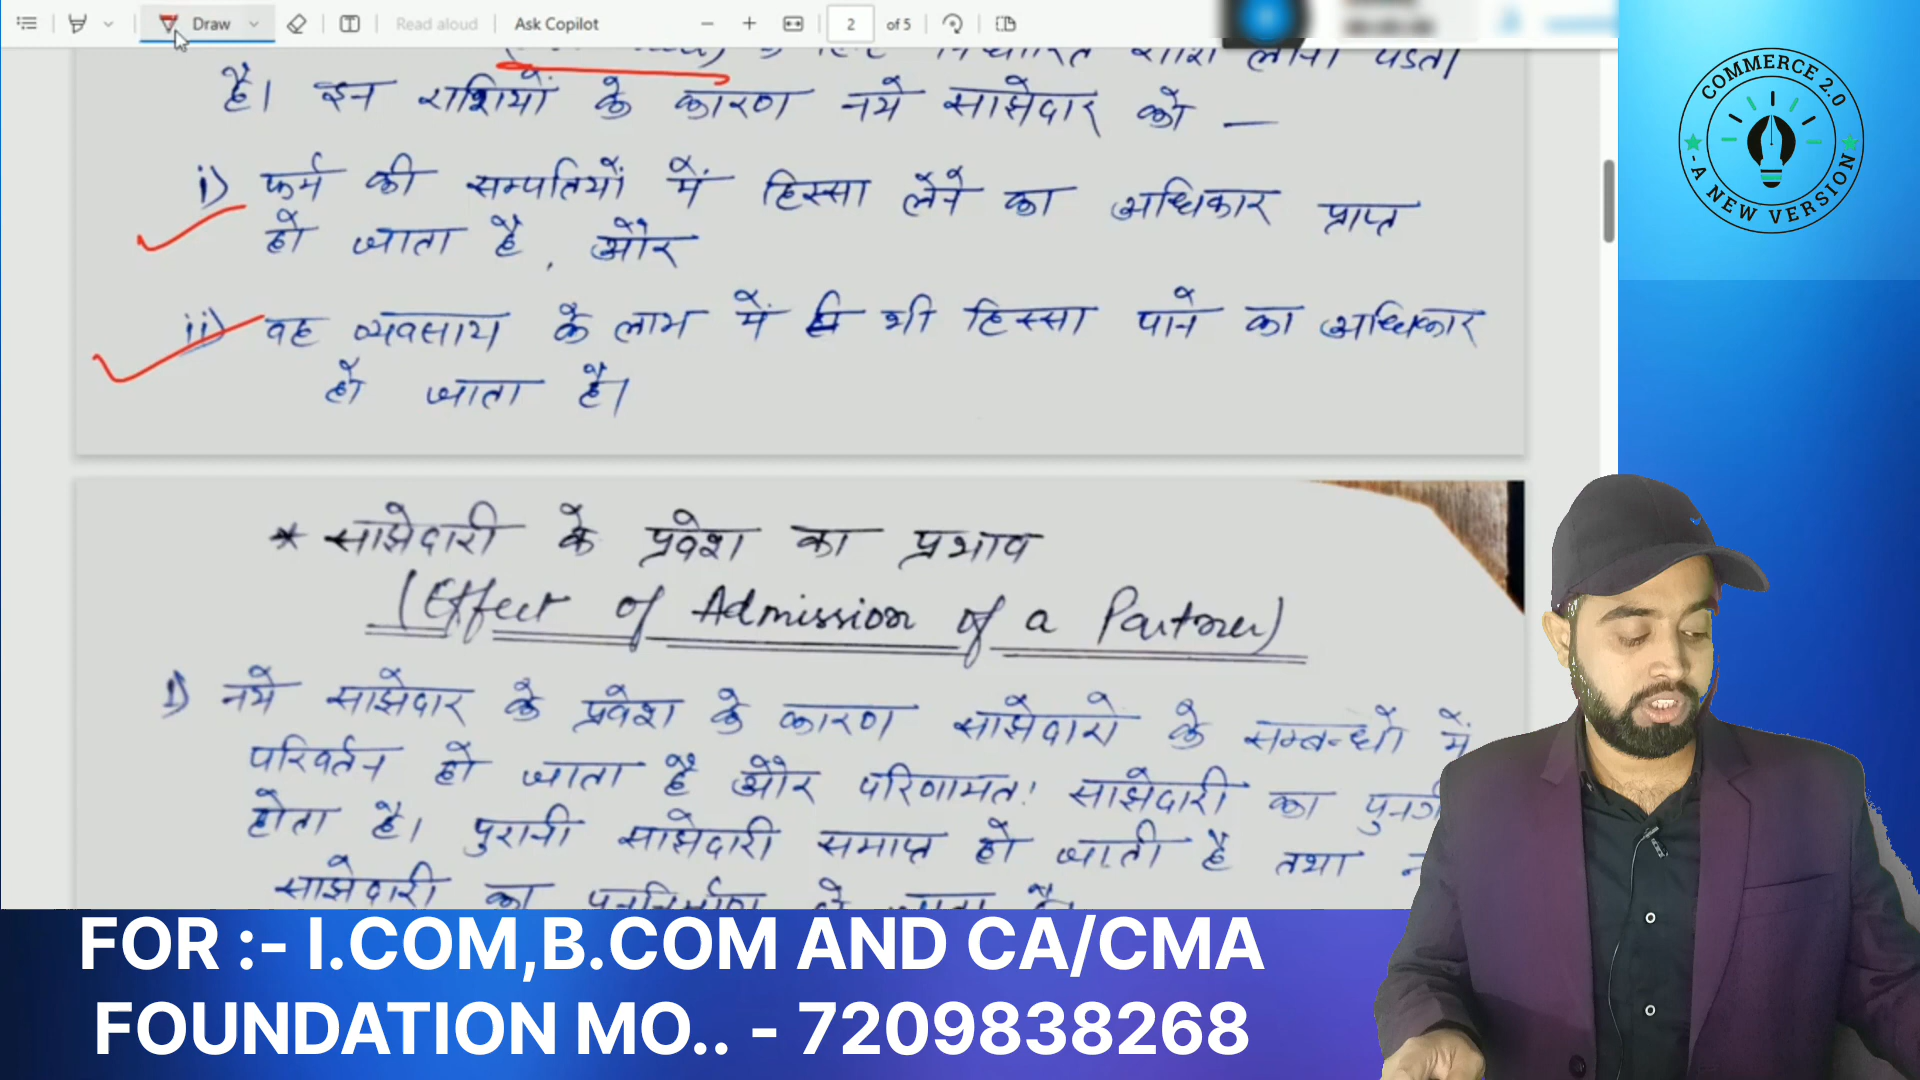 Draw
Read aloud
Ask Copilot
2 of 5
COMMERCE 2.0
-A NEW VERSION
है। इन राशियों के कारण नये साझेदार को —
i) फर्म की सम्पतियों में हिस्सा लेने का अधिकार प्राप्त
हो जाता है, और
ii) वह व्यवसाय के लाभ में भी हिस्सा पाने का अधिकार
हो जाता है।
* साझेदारी के प्रवेश का प्रभाव
(Effect of Admission of a Partner)
1) नये साझेदार के प्रवेश के कारण साझेदारो के सम्बन्धों में
परिवर्तन हो जाता है और परिणामत: साझेदारी का
होता है। पुरानी साझेदारी समाप्त हो जाती है तथा
साझेदारी का
FOR :- I.COM,B.COM AND CA/CMA
FOUNDATION MO.. - 7209838268